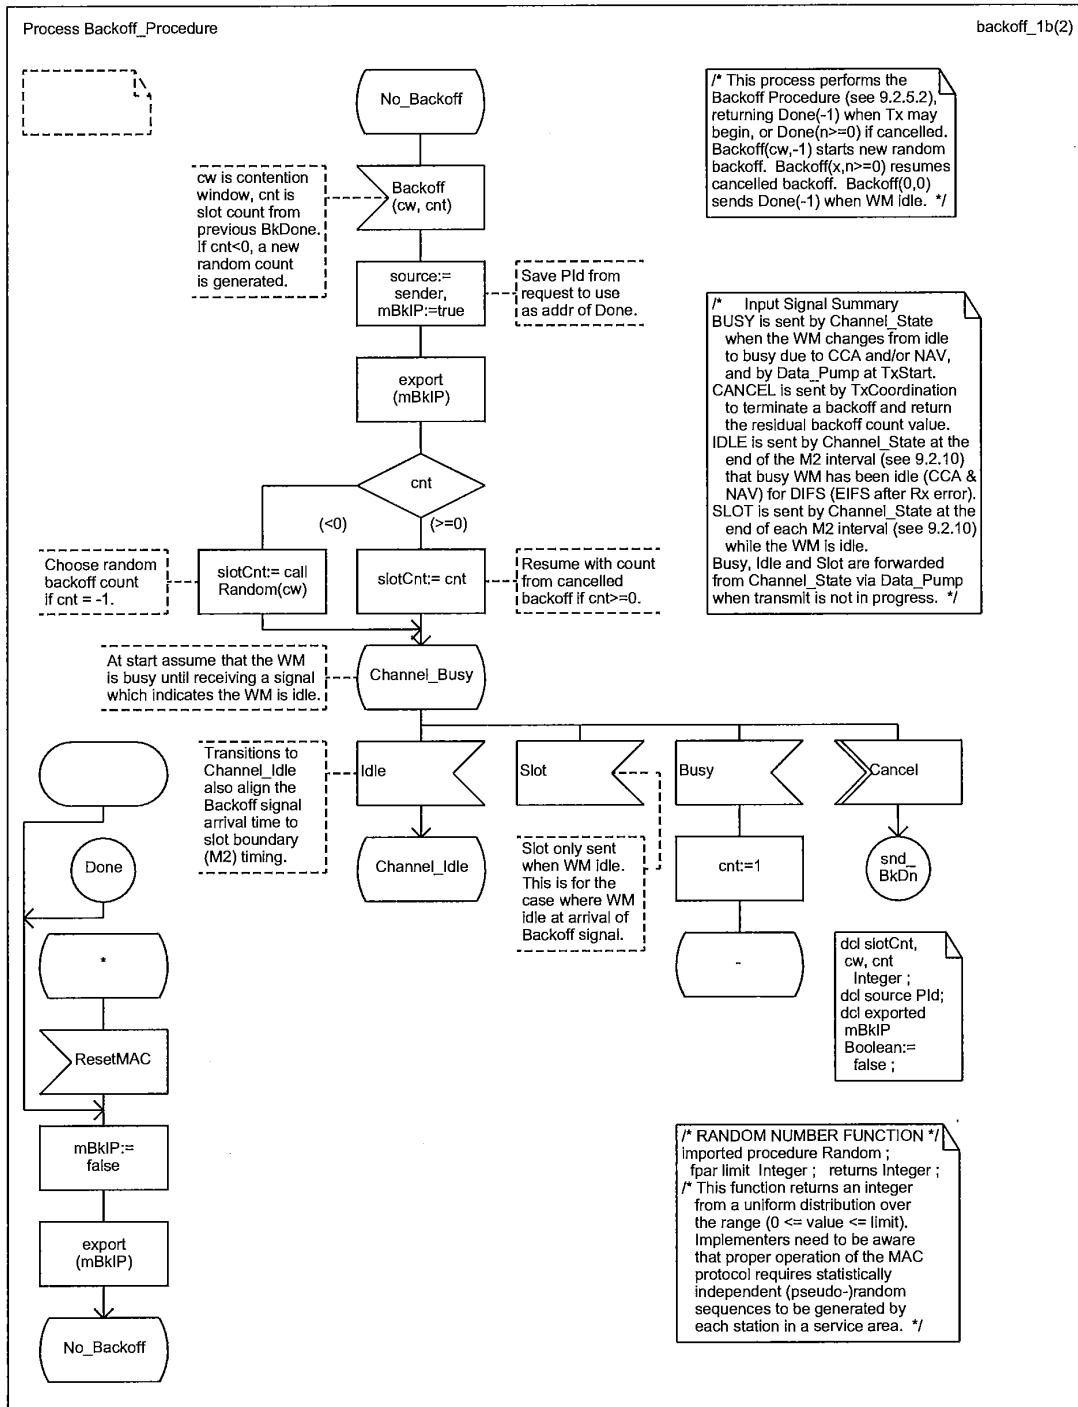 Process Backoff_Procedure
backoff_1b(2)
No_Backoff
/* This process performs the
Backoff Procedure (see 9.2.5.2),
returning Done(-1) when Tx may
begin, or Done(n>=0) if cancelled.
Backoff(cw,-1) starts new random
backoff. Backoff(x,n>=0) resumes
cancelled backoff. Backoff(0,0)
sends Done(-1) when WM idle. */
cw is contention
window, cnt is
slot count from
previous BkDone.
If cnt<0, a new
random count
is generated.
Backoff
(cw, cnt)
source:=
sender,
mBkIP:=true
Save PId from
request to use
as addr of Done.
/* Input Signal Summary
BUSY is sent by Channel_State
when the WM changes from idle
to busy due to CCA and/or NAV,
and by Data_Pump at TxStart.
CANCEL is sent by TxCoordination
to terminate a backoff and return
the residual backoff count value.
IDLE is sent by Channel_State at the
end of the M2 interval (see 9.2.10)
that busy WM has been idle (CCA &
NAV) for DIFS (EIFS after Rx error).
SLOT is sent by Channel_State at the
end of each M2 interval (see 9.2.10)
while the WM is idle.
Busy, Idle and Slot are forwarded
from Channel_State via Data_Pump
when transmit is not in progress. */
export
(mBkIP)
cnt
(<0)
(>=0)
Choose random
backoff count
if cnt = -1.
slotCnt:= call
Random(cw)
slotCnt:= cnt
Resume with count
from cancelled
backoff if cnt>=0.
At start assume that the WM
is busy until receiving a signal
which indicates the WM is idle.
Channel_Busy
Transitions to
Channel_Idle
also align the
Backoff signal
arrival time to
slot boundary
(M2) timing.
Idle
Slot
Busy
Cancel
Channel_Idle
Slot only sent
when WM idle.
This is for the
case where WM
idle at arrival of
Backoff signal.
cnt:=1
snd_
BkDn
Done
*
-
dcl slotCnt,
cw, cnt
Integer ;
dcl source PId;
dcl exported
mBkIP
Boolean:=
false ;
ResetMAC
mBkIP:=
false
export
(mBkIP)
No_Backoff
/* RANDOM NUMBER FUNCTION */
imported procedure Random ;
fpar limit Integer ; returns Integer ;
/* This function returns an integer
from a uniform distribution over
the range (0 <= value <= limit).
Implementers need to be aware
that proper operation of the MAC
protocol requires statistically
independent (pseudo-)random
sequences to be generated by
each station in a service area. */